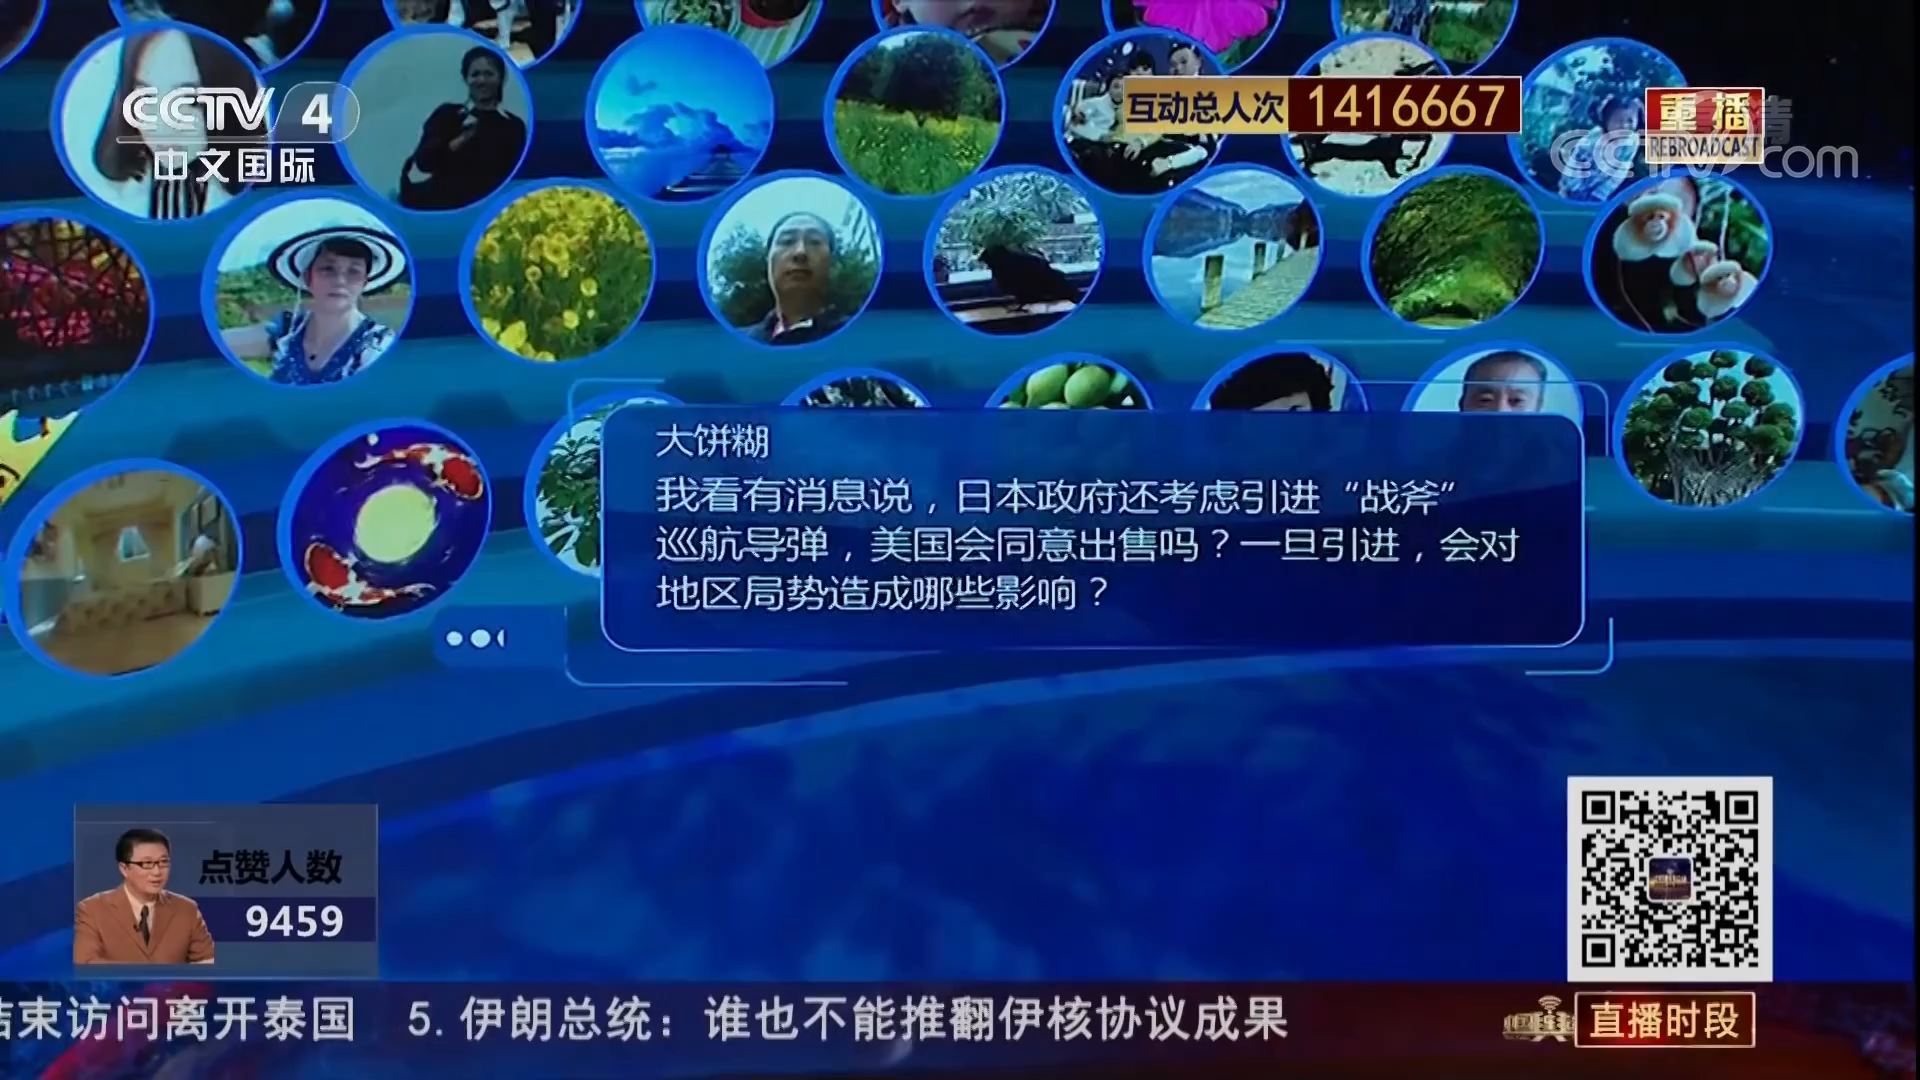 CCTV 4
中文国际
互动总人次 1416667
重播
REBROADCAST
CCTV.com
大饼糊
我看有消息说，日本政府还考虑引进“战斧”
巡航导弹，美国会同意出售吗？一旦引进，会对
地区局势造成哪些影响？
点赞人数
9459
结束访问离开泰国 5. 伊朗总统：谁也不能推翻伊核协议成果
直播时段